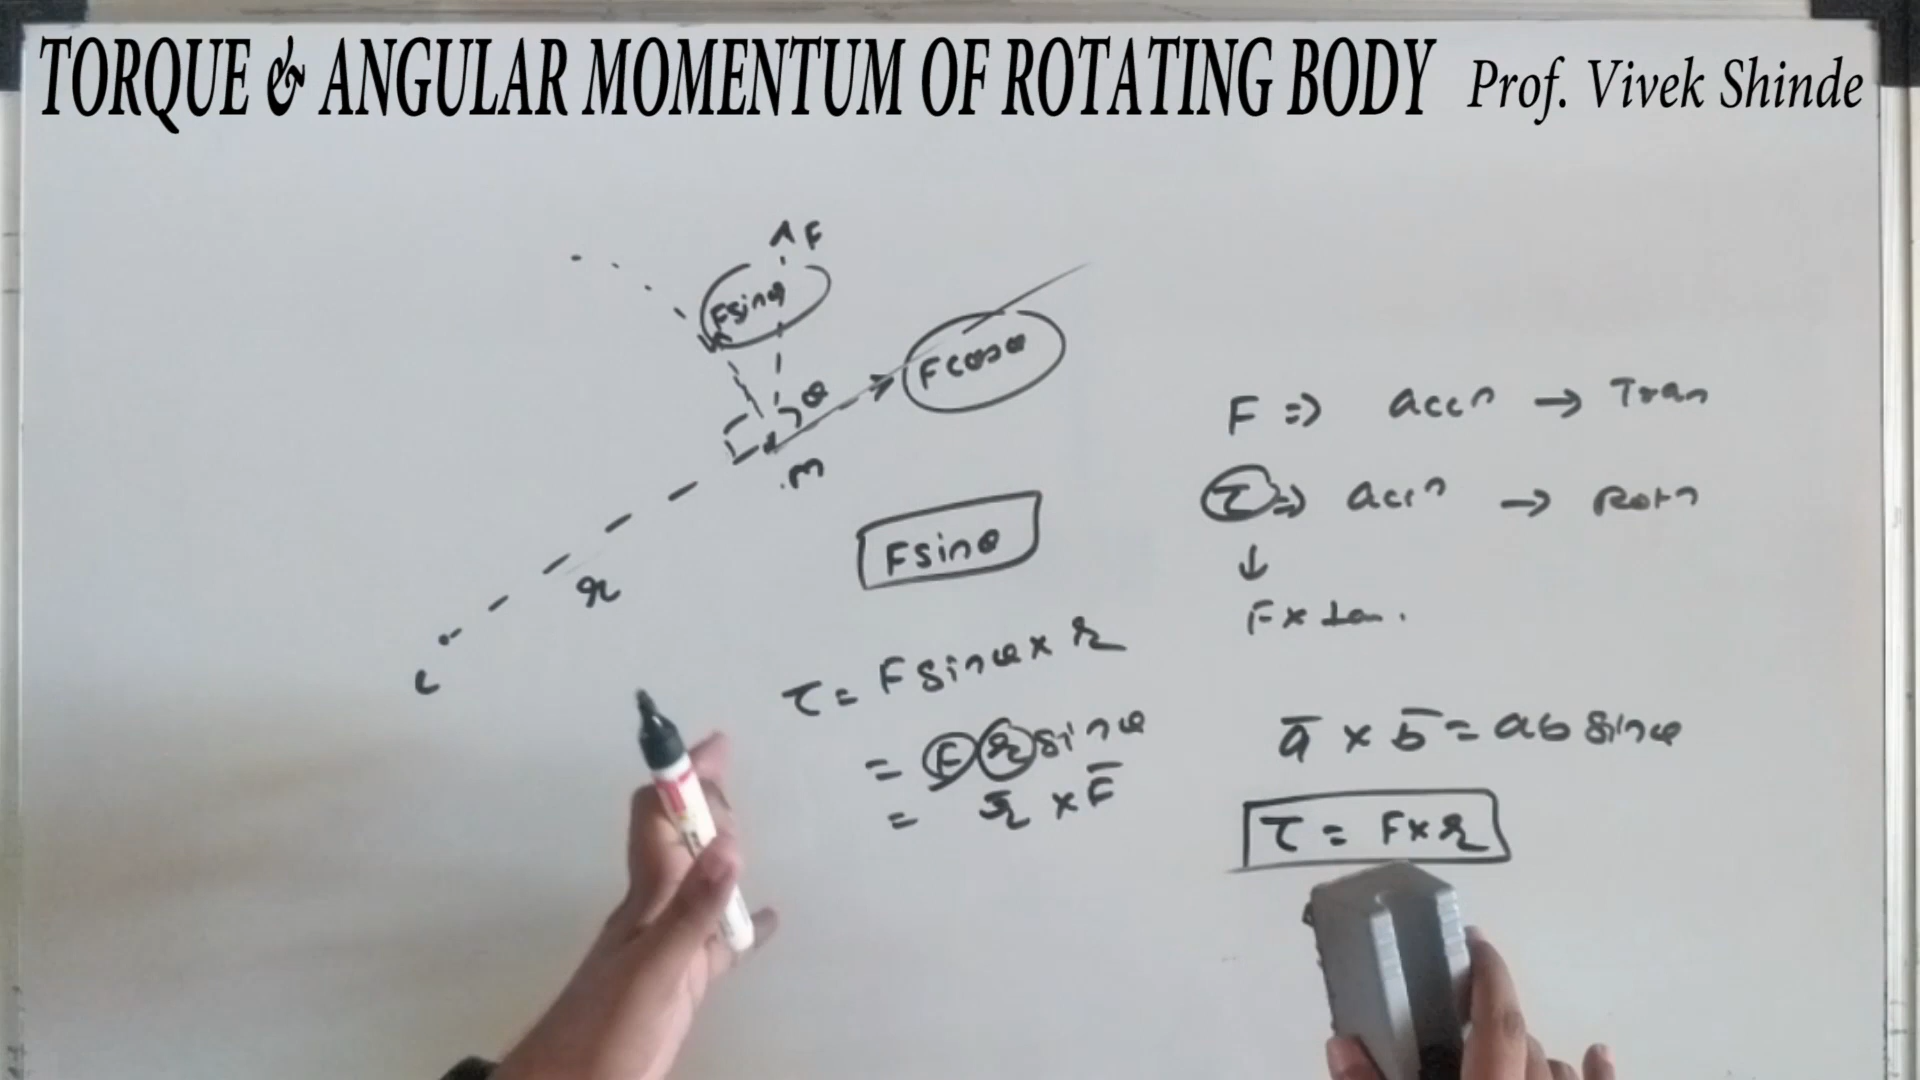 TORQUE & ANGULAR MOMENTUM OF ROTATING BODY Prof. Vivek Shinde
F
Fsinθ
Fcosθ
θ
m
r
c
Fsinθ
τ = Fsinθ × r
= F r sinθ
= r̄ × F̄
F ⇒ accn → Tran
τ ⇒ accn → Rotn
↓
F ×
ā × b̄ = ab sinθ
τ = F × r